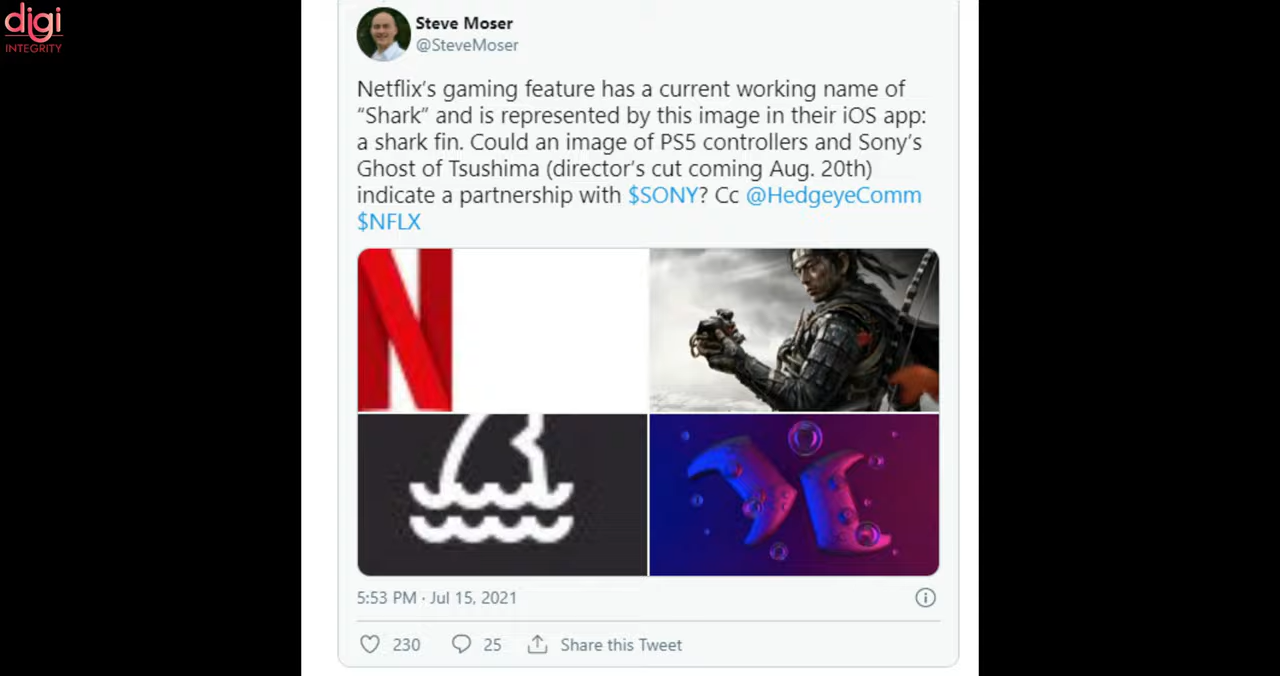 digi
INTEGRITY
Steve Moser
@SteveMoser
Netflix’s gaming feature has a current working name of
“Shark” and is represented by this image in their iOS app:
a shark fin. Could an image of PS5 controllers and Sony’s
Ghost of Tsushima (director’s cut coming Aug. 20th)
indicate a partnership with $SONY? Cc @HedgeyeComm
$NFLX
N
5:53 PM · Jul 15, 2021
230
25
Share this Tweet